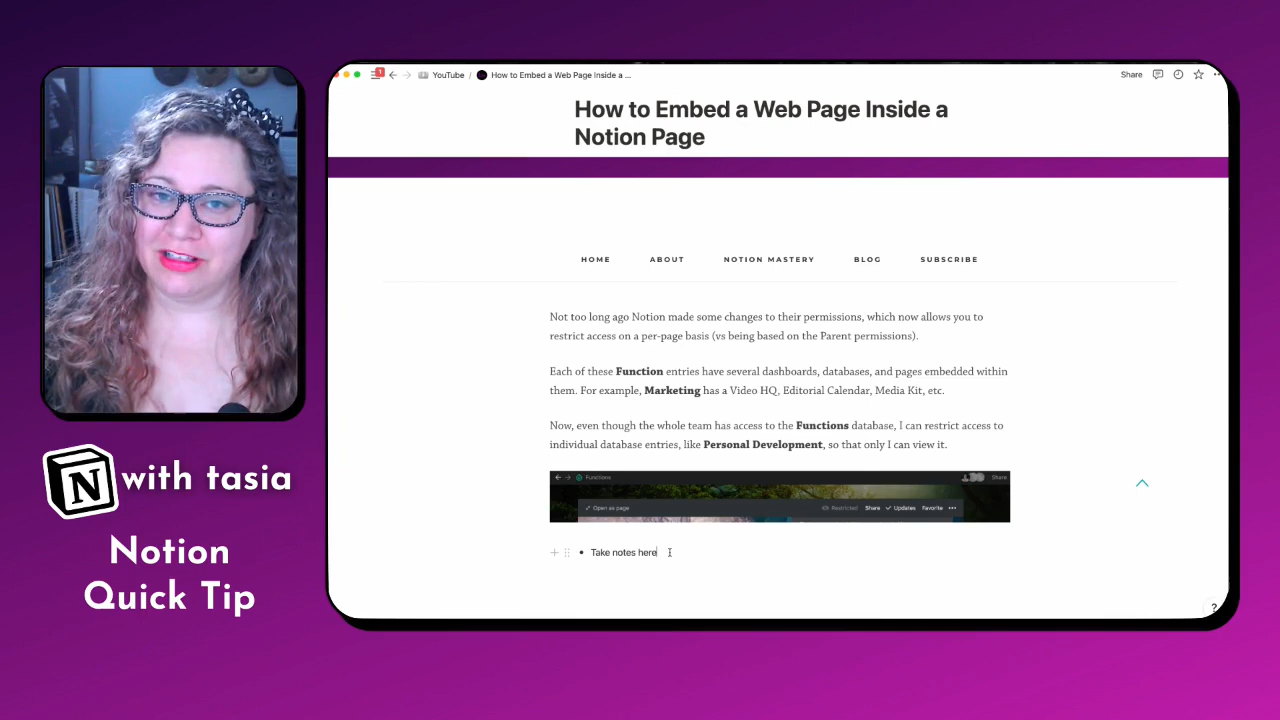 1
YouTube / How to Embed a Web Page Inside a ...
Share
How to Embed a Web Page Inside a
Notion Page
HOME ABOUT NOTION MASTERY BLOG SUBSCRIBE
Not too long ago Notion made some changes to their permissions, which now allows you to
restrict access on a per-page basis (vs being based on the Parent permissions).
Each of these Function entries have several dashboards, databases, and pages embedded within
them. For example, Marketing has a Video HQ, Editorial Calendar, Media Kit, etc.
Now, even though the whole team has access to the Functions database, I can restrict access to
individual database entries, like Personal Development, so that only I can view it.
Functions Share
Open as page Restricted Share Updates Favorite
• Take notes here
?
N with tasia
Notion
Quick Tip